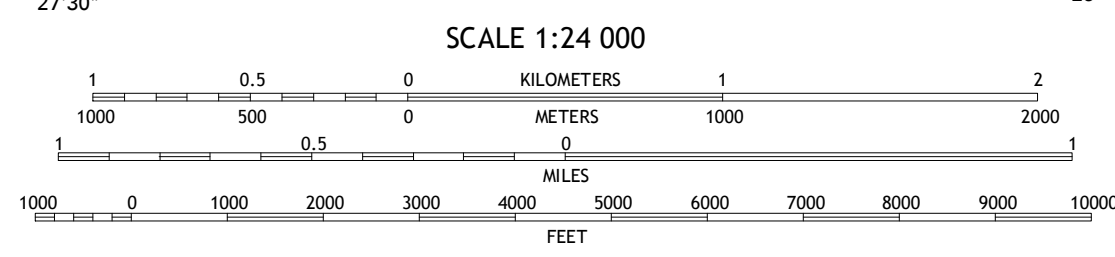 27'30"
SCALE 1:24 000
1 0.5 0 KILOMETERS 1 2
1000 500 0 METERS 1000 2000
1 0.5 0 1
MILES
1000 0 1000 2000 3000 4000 5000 6000 7000 8000 9000 10000
FEET